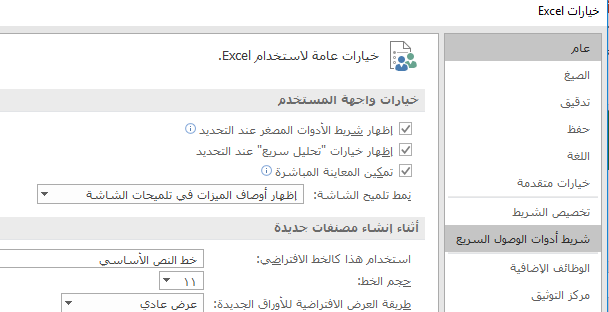 خيارات Excel
عام
الصيغ
تدقيق
حفظ
اللغة
خيارات متقدمة
تخصيص الشريط
شريط أدوات الوصول السريع
الوظائف الإضافية
مركز التوثيق
خيارات عامة لاستخدام Excel.
خيارات واجهة المستخدم
إظهار شريط الأدوات المصغر عند التحديد
إظهار خيارات "تحليل سريع" عند التحديد
تمكين المعاينة المباشرة
نمط تلميح الشاشة: إظهار أوصاف الميزات في تلميحات الشاشة
أثناء إنشاء مصنفات جديدة
استخدام هذا كالخط الافتراضي: خط النص الأساسي
حجم الخط: ١١
طريقة العرض الافتراضية للأوراق الجديدة: عرض عادي